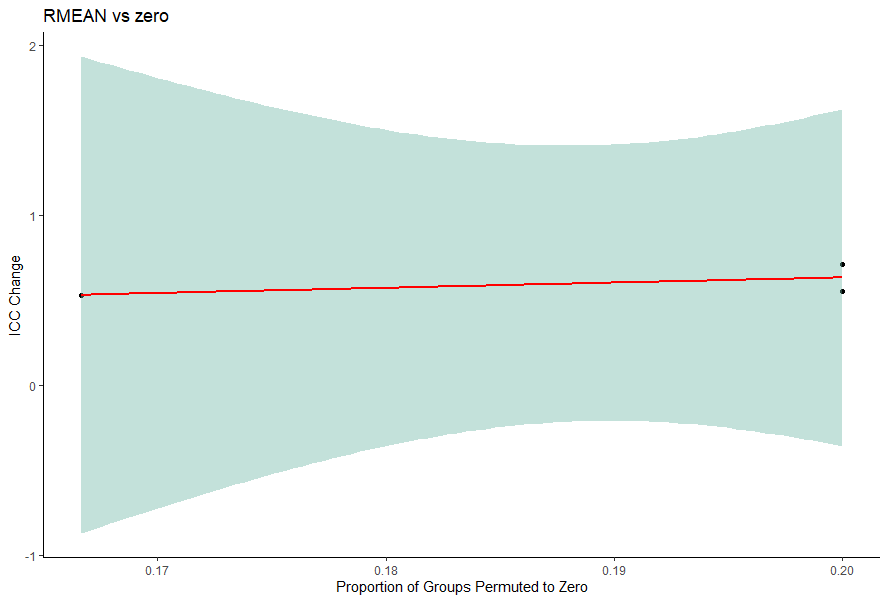 RMEAN vs zero
2
1
0
-1
ICC Change
0.17 0.18 0.19 0.20
Proportion of Groups Permuted to Zero